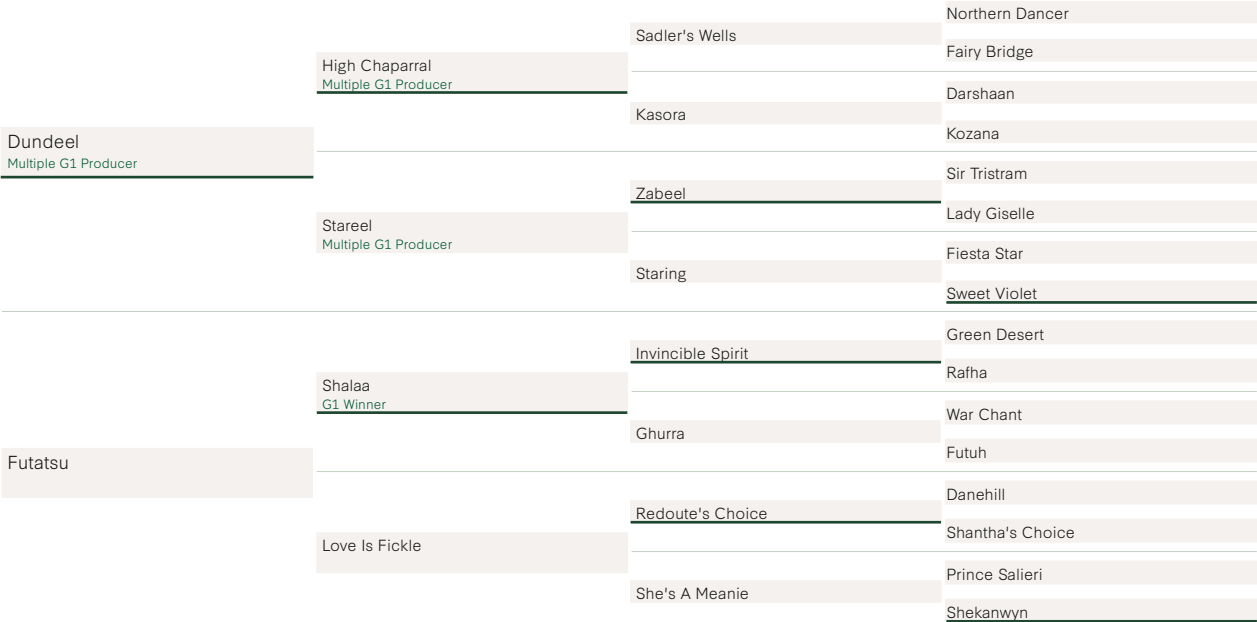 Dundeel
Multiple G1 Producer
Futatsu
High Chaparral
Multiple G1 Producer
Stareel
Multiple G1 Producer
Shalaa
G1 Winner
Love Is Fickle
Sadler's Wells
Kasora
Zabeel
Staring
Invincible Spirit
Ghurra
Redoute's Choice
She's A Meanie
Northern Dancer
Fairy Bridge
Darshaan
Kozana
Sir Tristram
Lady Giselle
Fiesta Star
Sweet Violet
Green Desert
Rafha
War Chant
Futuh
Danehill
Shantha's Choice
Prince Salieri
Shekanwyn